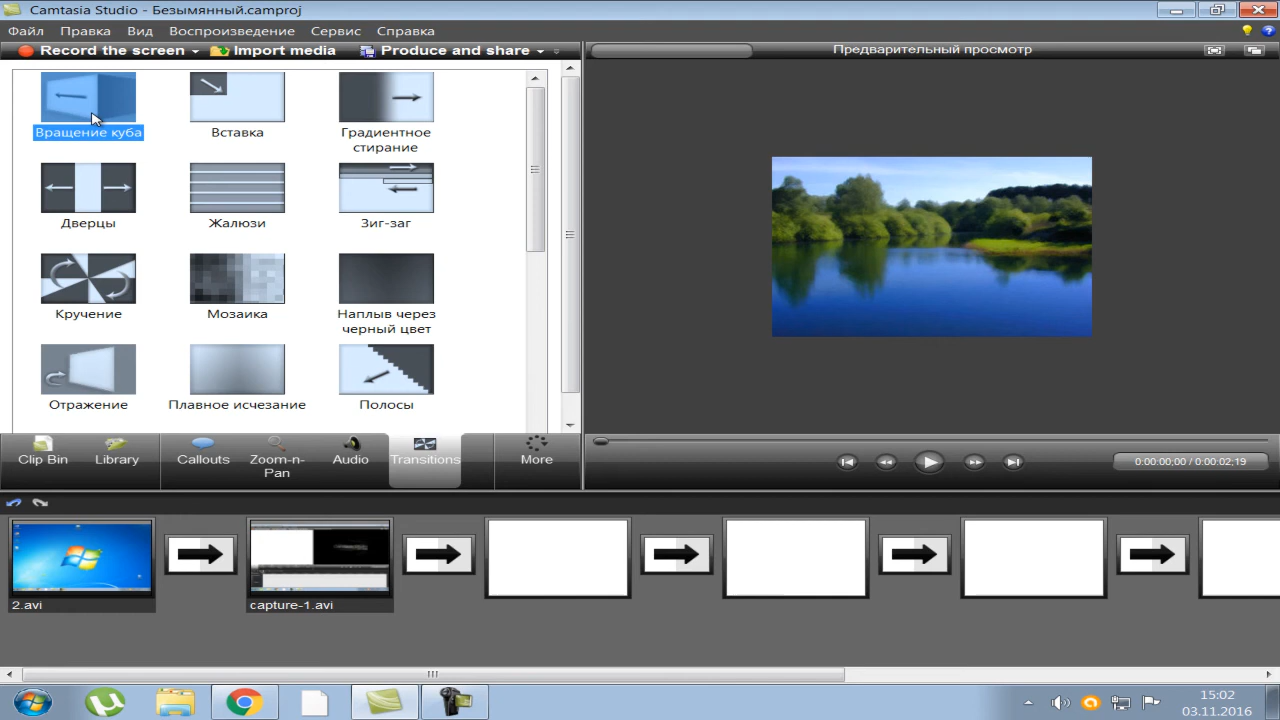 Camtasia Studio - Безымянный.camproj
Файл Правка Вид Воспроизведение Сервис Справка
Record the screen Import media Produce and share
Предварительный просмотр
Вращение куба
Вставка
Градиентное
стирание
Дверцы
Жалюзи
Зиг-заг
Кручение
Мозаика
Наплыв через
черный цвет
Отражение
Плавное исчезание
Полосы
Clip Bin
Library
Callouts
Zoom-n-
Pan
Audio
Transitions
More
0:00:00;00 / 0:00:02;19
2.avi
capture-1.avi
15:02
03.11.2016